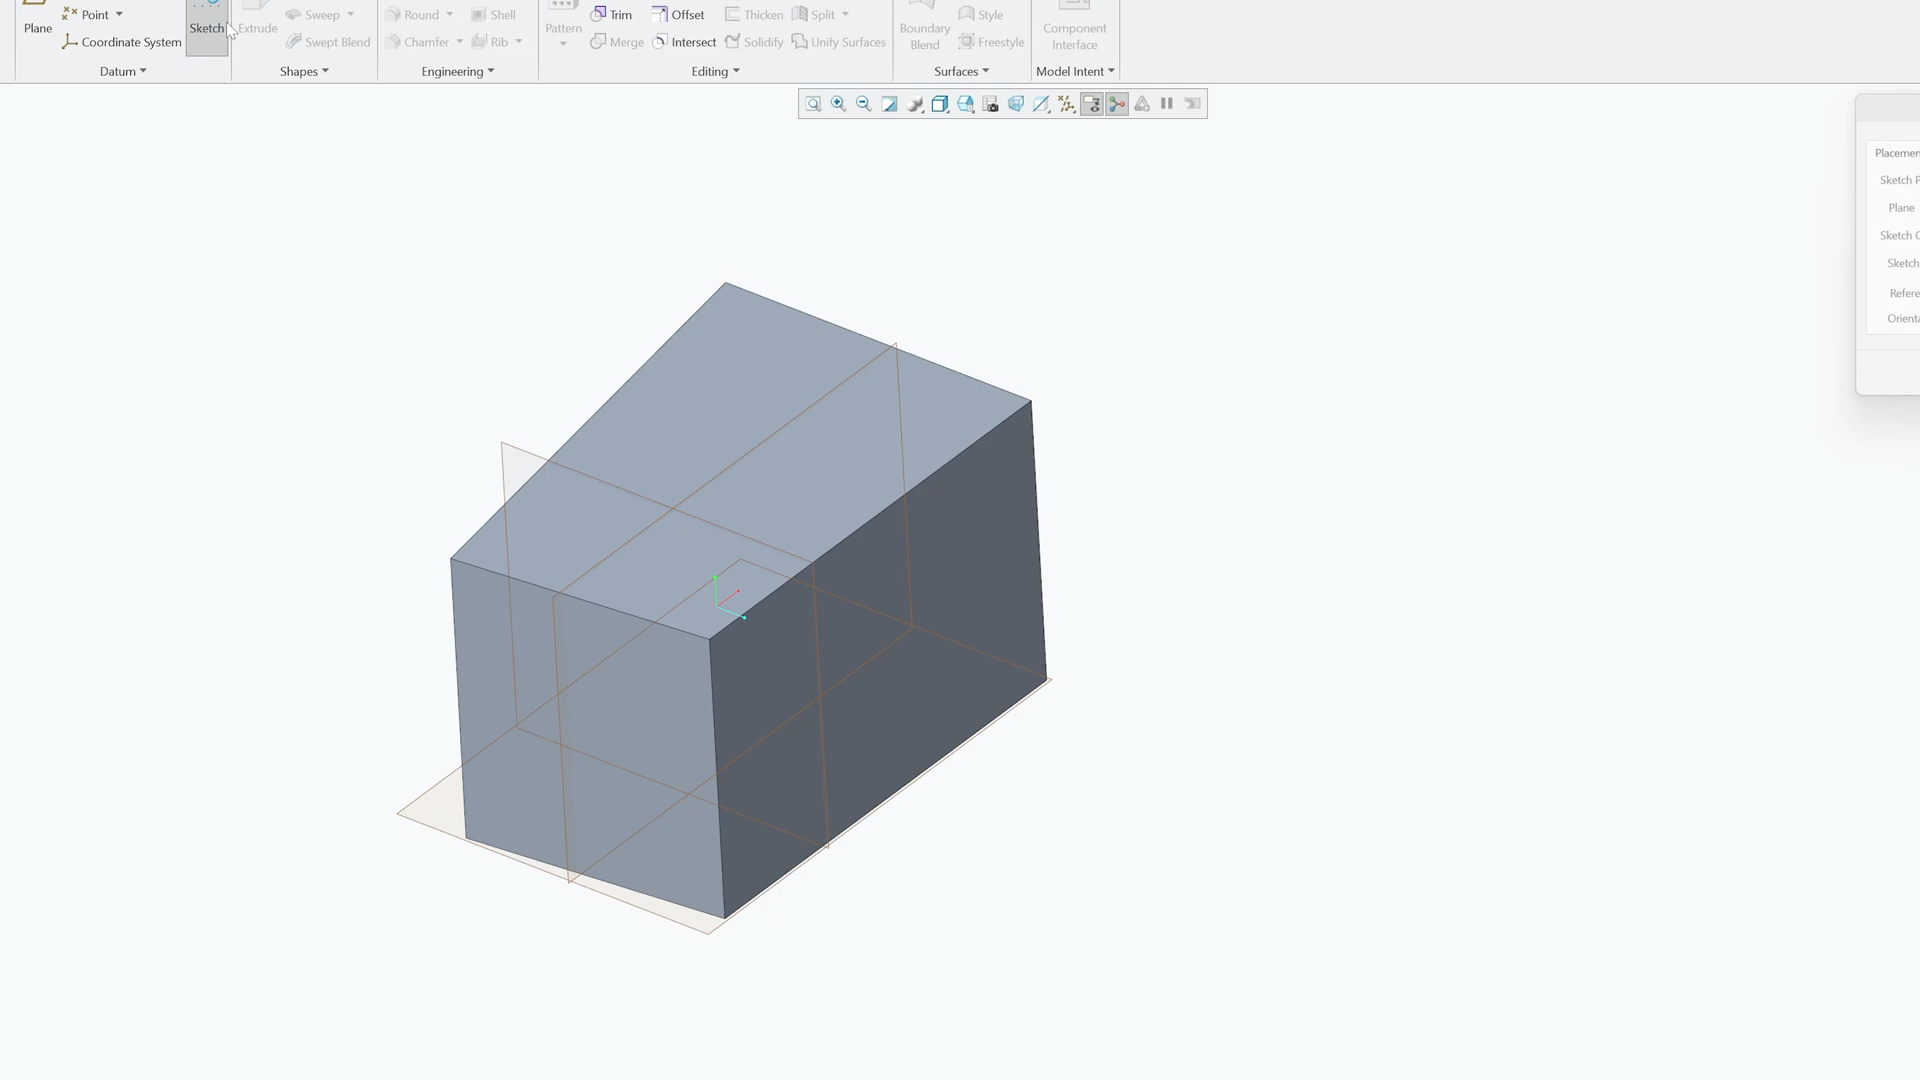 Point
Sweep
Round
Shell
Trim
Offset
Thicken
Split
Style
Plane
Sketch
Extrude
Pattern
Boundary
Blend
Component
Interface
Coordinate System
Swept Blend
Chamfer
Rib
Merge
Intersect
Solidify
Unify Surfaces
Freestyle
Datum
Shapes
Engineering
Editing
Surfaces
Model Intent
Placemen
Sketch P
Plane
Sketch
Sketch
Refere
Orienta